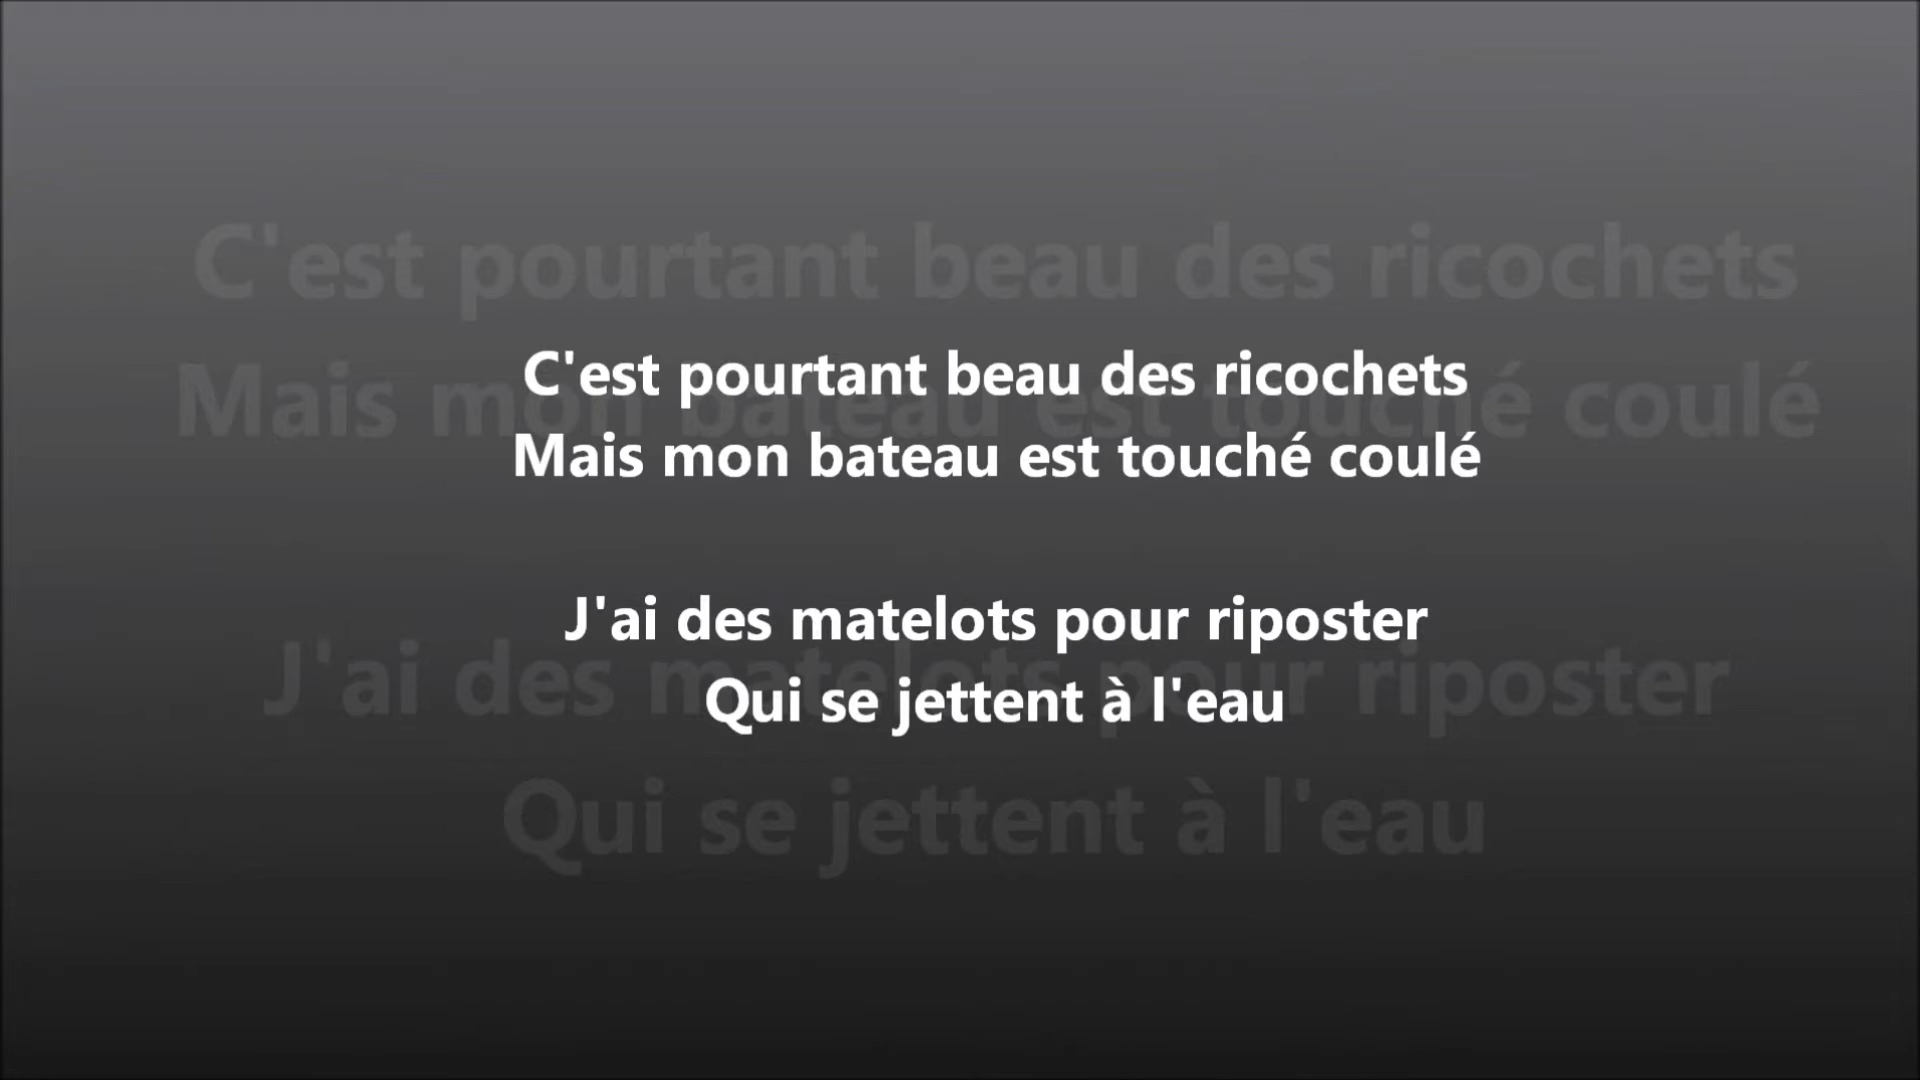 C'est pourtant beau des ricochets
Mais mon bateau est touché coulé
J'ai des matelots pour riposter
Qui se jettent à l'eau